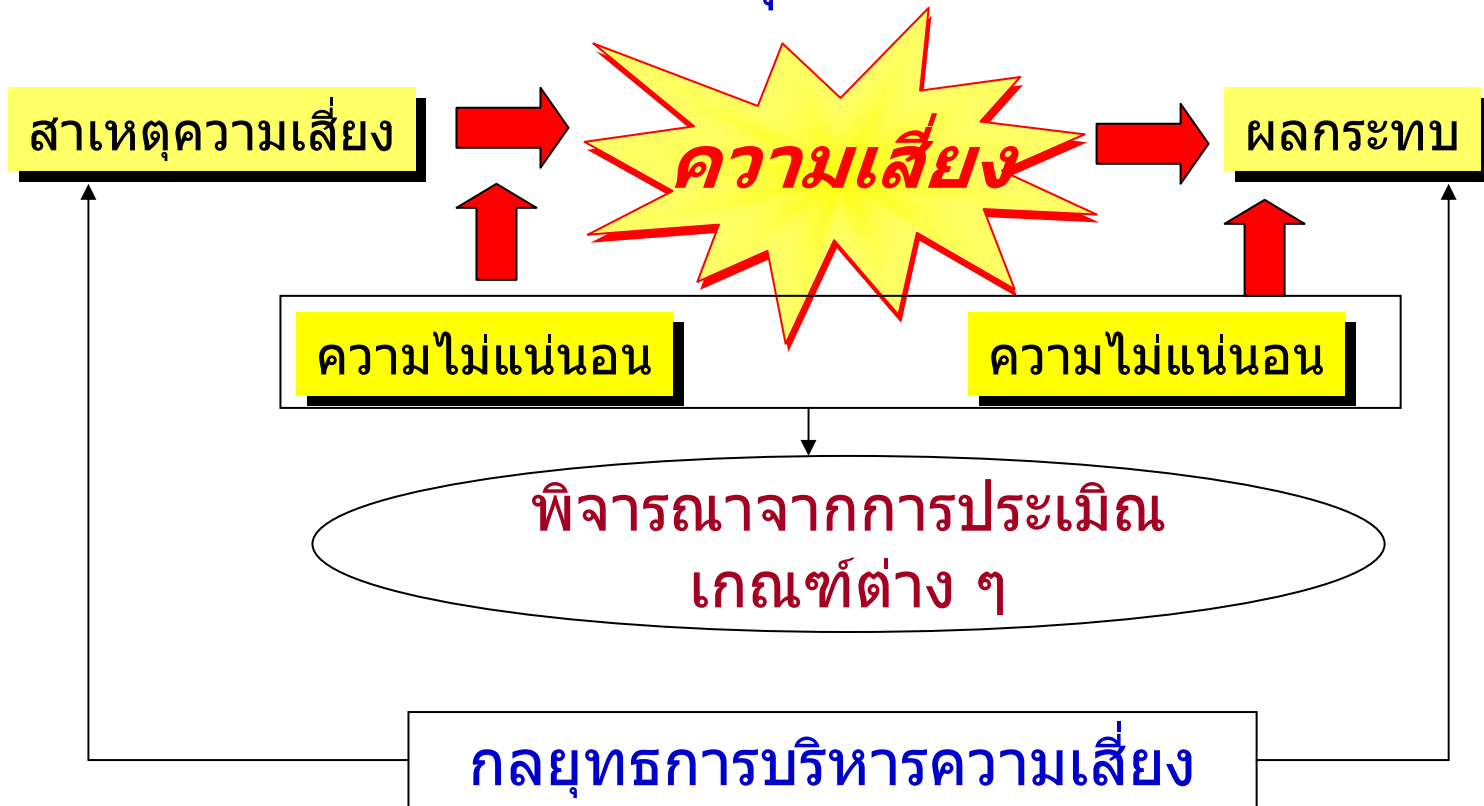 สาเหตุความเสี่ยง
ความเสี่ยง
ผลกระทบ
ความไม่แน่นอน
ความไม่แน่นอน
พิจารณาจากการประเมิณ
เกณฑ์ต่าง ๆ
กลยุทธการบริหารความเสี่ยง